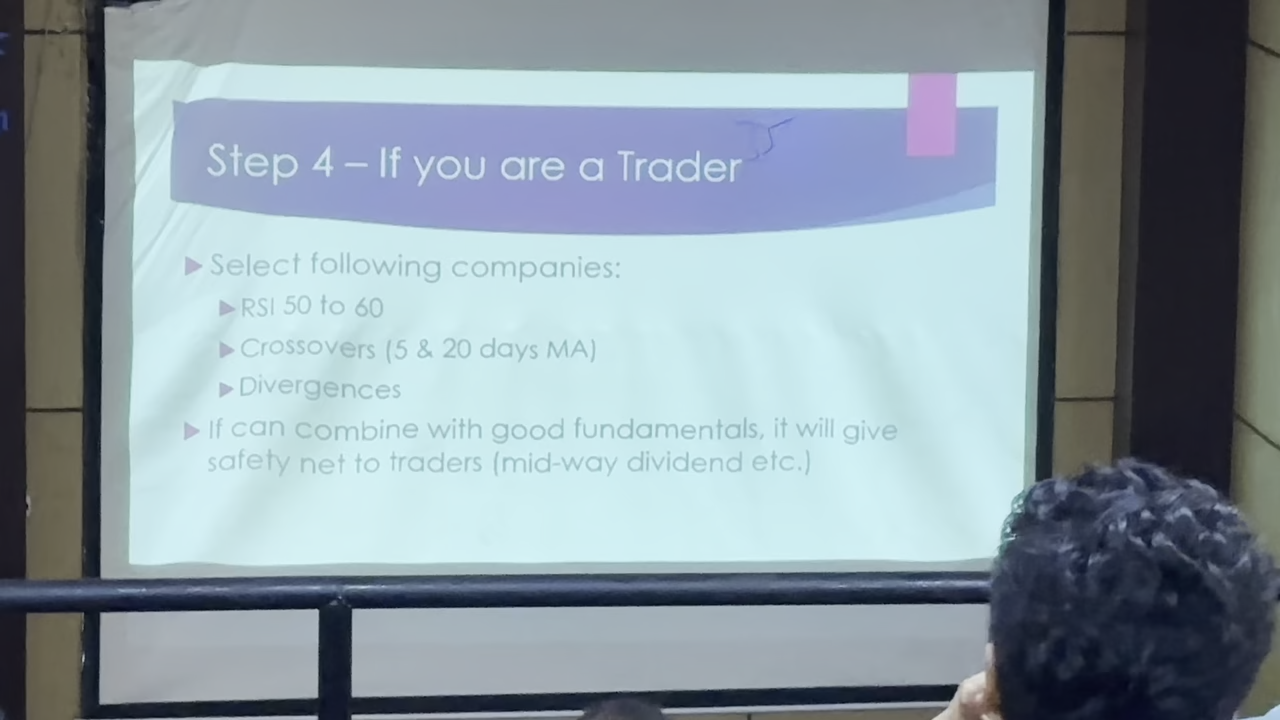 Step 4 – If you are a Trader
Select following companies:
RSI 50 to 60
Crossovers (5 & 20 days MA)
Divergences
If can combine with good fundamentals, it will give
safety net to traders (mid-way dividend etc.)